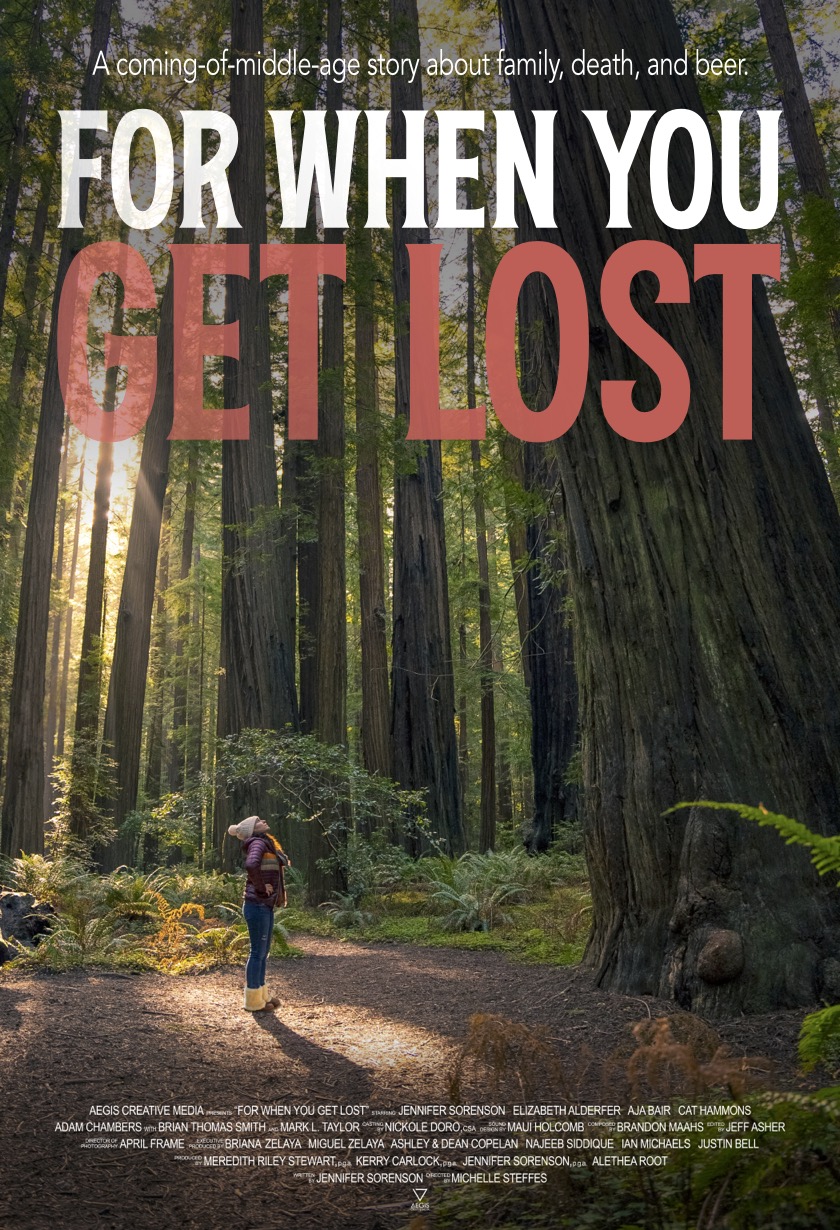 A coming-of-middle-age story about family, death, and beer.
FOR WHEN YOU
GET LOST
AEGIS CREATIVE MEDIA PRESENTS "FOR WHEN YOU GET LOST" STARRING JENNIFER SORENSON ELIZABETH ALDERFER AJA BAIR CAT HAMMONS
ADAM CHAMBERS WITH BRIAN THOMAS SMITH AND MARK L. TAYLOR CASTING BY NICKOLE DORO, CSA SOUND DESIGN BY MAUI HOLCOMB COMPOSED BY BRANDON MAAHS EDITED BY JEFF ASHER
DIRECTOR OF PHOTOGRAPHY APRIL FRAME EXECUTIVE PRODUCED BY BRIANA ZELAYA MIGUEL ZELAYA ASHLEY & DEAN COPELAN NAJEEB SIDDIQUE IAN MICHAELS JUSTIN BELL
PRODUCED BY MEREDITH RILEY STEWART, p.g.a. KERRY CARLOCK, p.g.a. JENNIFER SORENSON, p.g.a. ALETHEA ROOT
WRITTEN BY JENNIFER SORENSON DIRECTED BY MICHELLE STEFFES
AEGIS